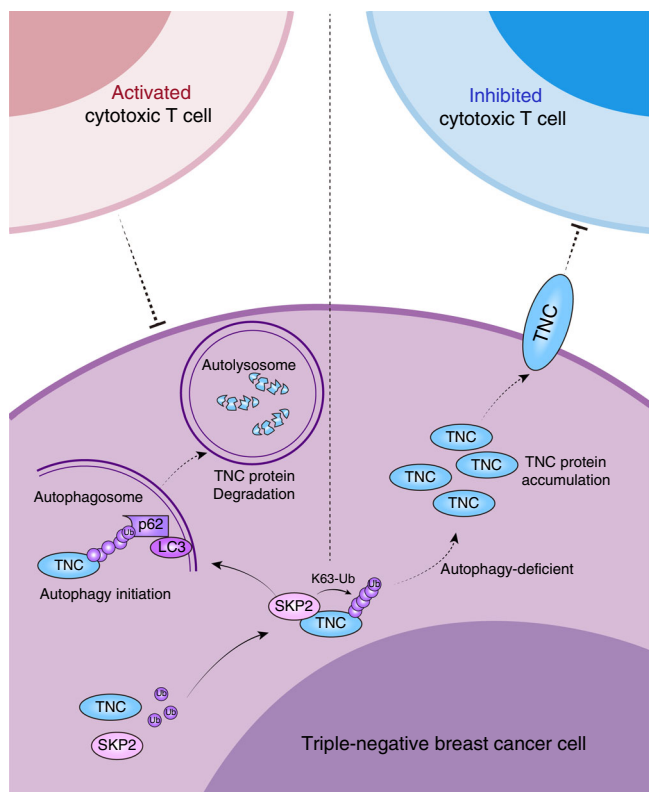 Activated
cytotoxic T cell
Inhibited
cytotoxic T cell
TNC
Autolysosome
TNC protein
Degradation
TNC
TNC
TNC
TNC
TNC protein
accumulation
Autophagosome
p62
Ub
LC3
TNC
Autophagy initiation
K63-Ub
Ub
SKP2
TNC
Autophagy-deficient
TNC
Ub
Ub
Ub
SKP2
Triple-negative breast cancer cell